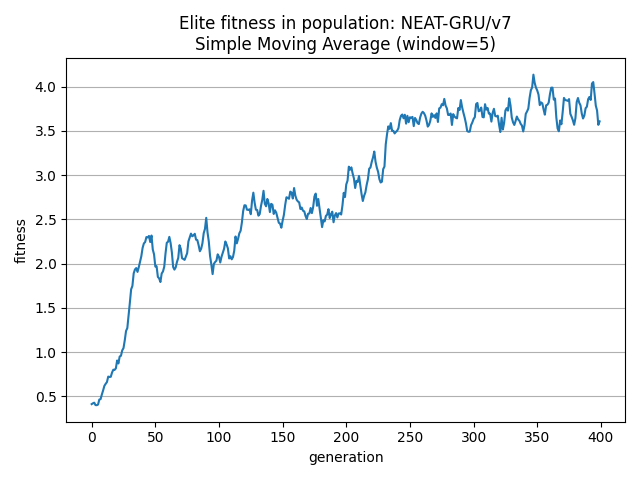 Elite fitness in population: NEAT-GRU/v7
Simple Moving Average (window=5)
4.0
3.5
3.0
2.5
2.0
1.5
1.0
0.5
fitness
0 50 100 150 200 250 300 350 400
generation